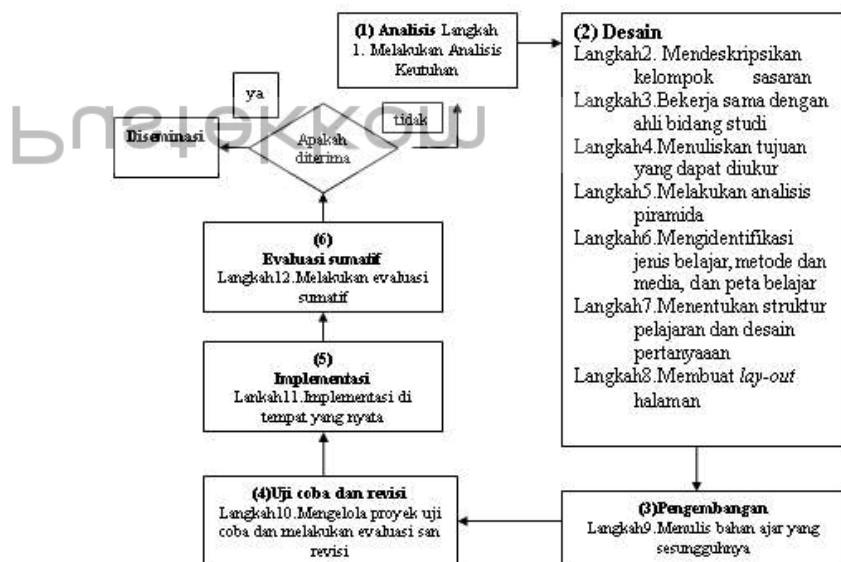 (1) Analisis Langkah
1. Melakukan Analisis
Keutuhan
(2) Desain
Langkah2. Mendeskripsikan
kelompok sasaran
Langkah3.Bekerja sama dengan
ahli bidang studi
Langkah4.Menuliskan tujuan
yang dapat diukur
Langkah5.Melakukan analisis
piramida
Langkah6.Mengidentifikasi
jenis belajar, metode dan
media, dan peta belajar
Langkah7.Menentukan struktur
pelajaran dan desain
pertanyaaan
Langkah8.Membuat lay-out
halaman
(3)Pengembangan
Langkah9.Menulis bahan ajar yang
sesungguhnya
(4)Uji coba dan revisi
Langkah10.Mengelola proyek uji
coba dan melakukan evaluasi san
revisi
(5)
Implementasi
Lankah11.Implementasi di
tempat yang nyata
(6)
Evaluasi sumatif
Langkah12.Melakukan evaluasi
sumatif
Apakah
diterima
ya
tidak
Diseminasi
Pustekkom